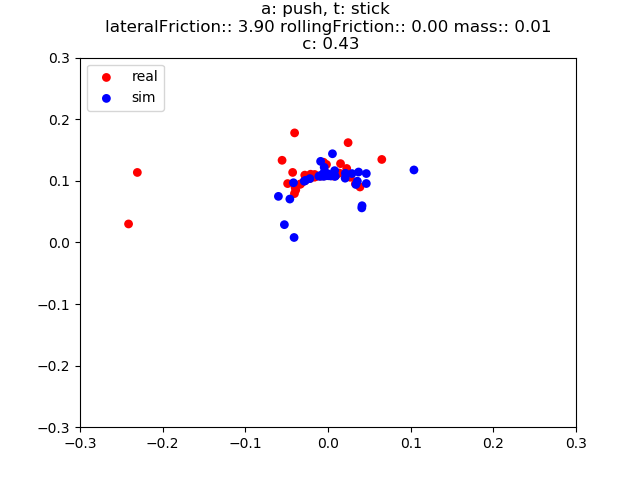 a: push, t: stick
lateralFriction:: 3.90 rollingFriction:: 0.00 mass:: 0.01
c: 0.43
real
sim
0.3
0.2
0.1
0.0
−0.1
−0.2
−0.3
−0.3
−0.2
−0.1
0.0
0.1
0.2
0.3